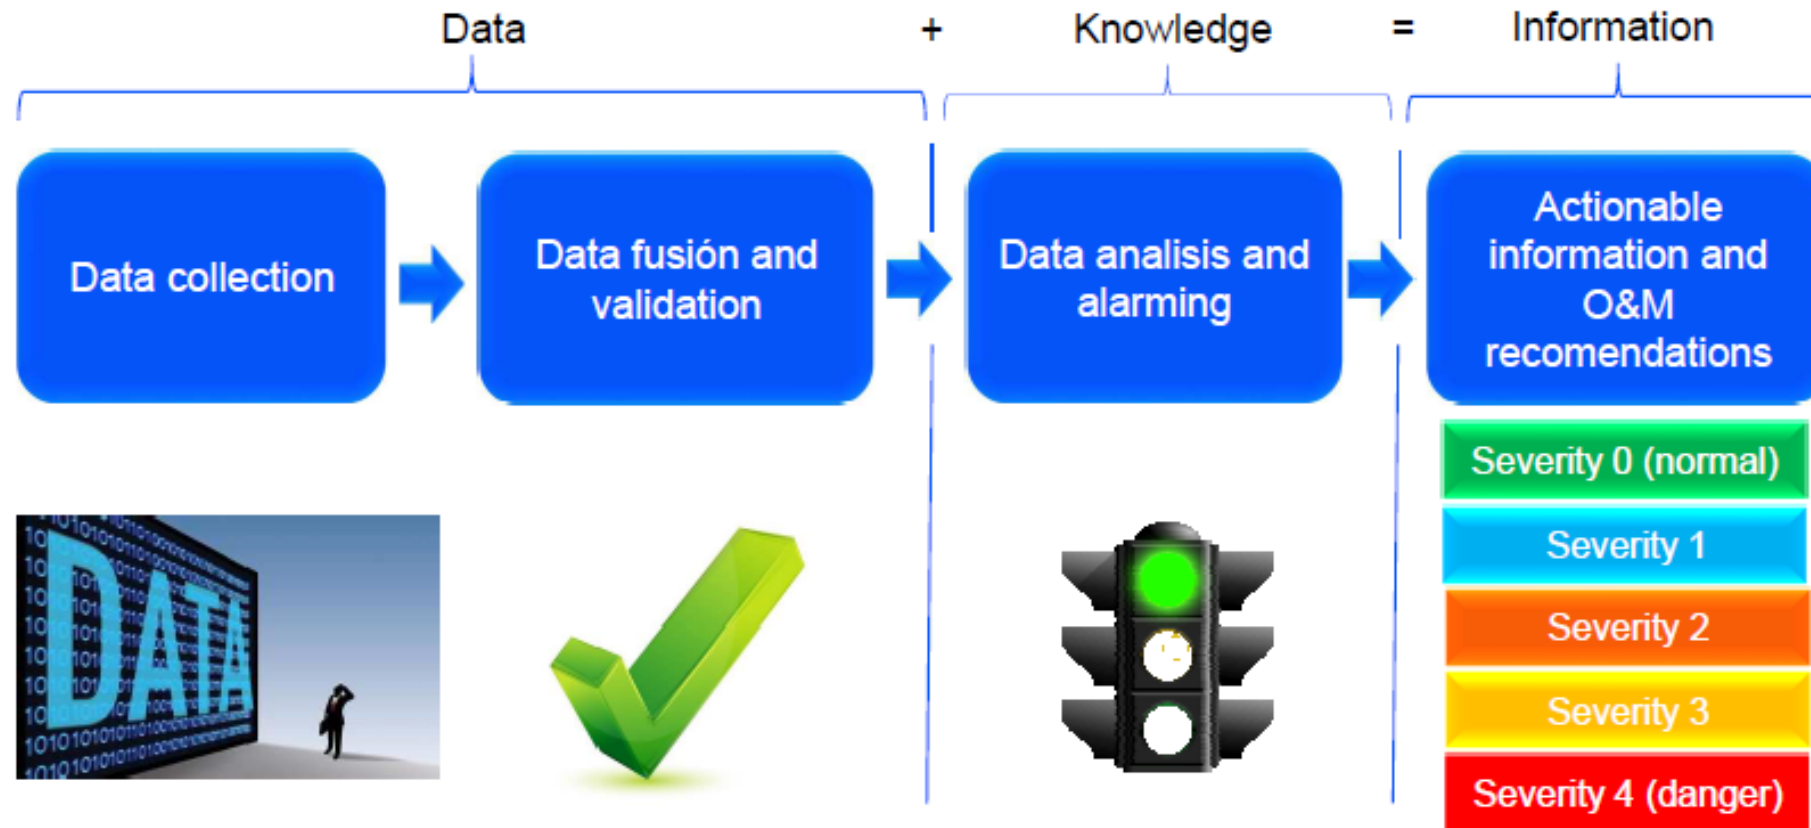 Data + Knowledge = Information
Data collection
Data fusión and
validation
Data analisis and
alarming
Actionable
information and
O&M
recomendations
DATA
Severity 0 (normal)
Severity 1
Severity 2
Severity 3
Severity 4 (danger)